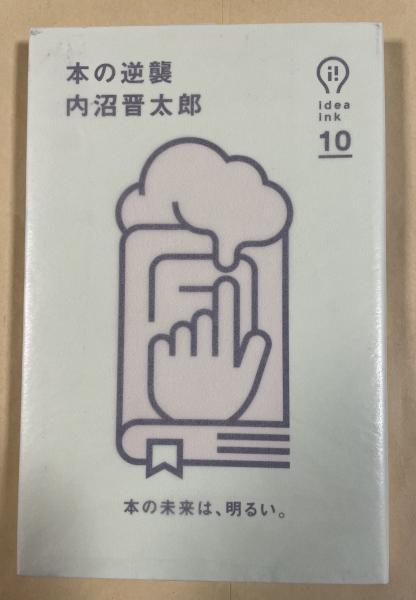 本の逆襲
内沼晋太郎
i!
idea
ink
10
本の未来は、明るい。